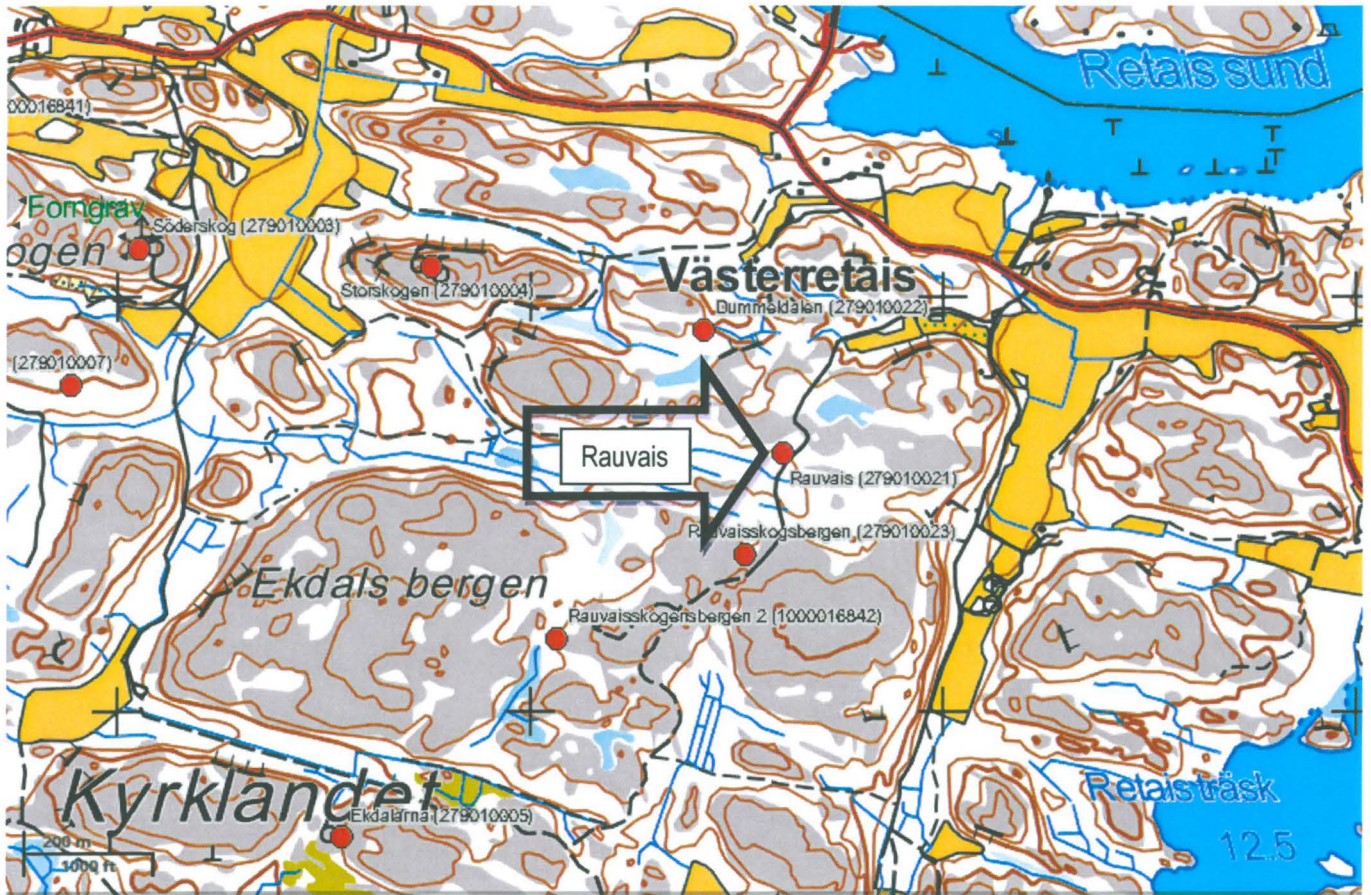 Retais sund
00016841)
Forngrav
Söderskog (279010003)
ogen
Storskogen (279010004)
Västerretais
Dummeldalen (279010022)
(279010007)
Rauvais
Rauvais (279010021)
Rauvaisskogsbergen (279010023)
Ekdals bergen
Rauvaisskogensbergen 2 (1000016842)
Kyrklandet
Retais träsk
Ekdalarna (279010005)
200 m
1000 ft
12.5